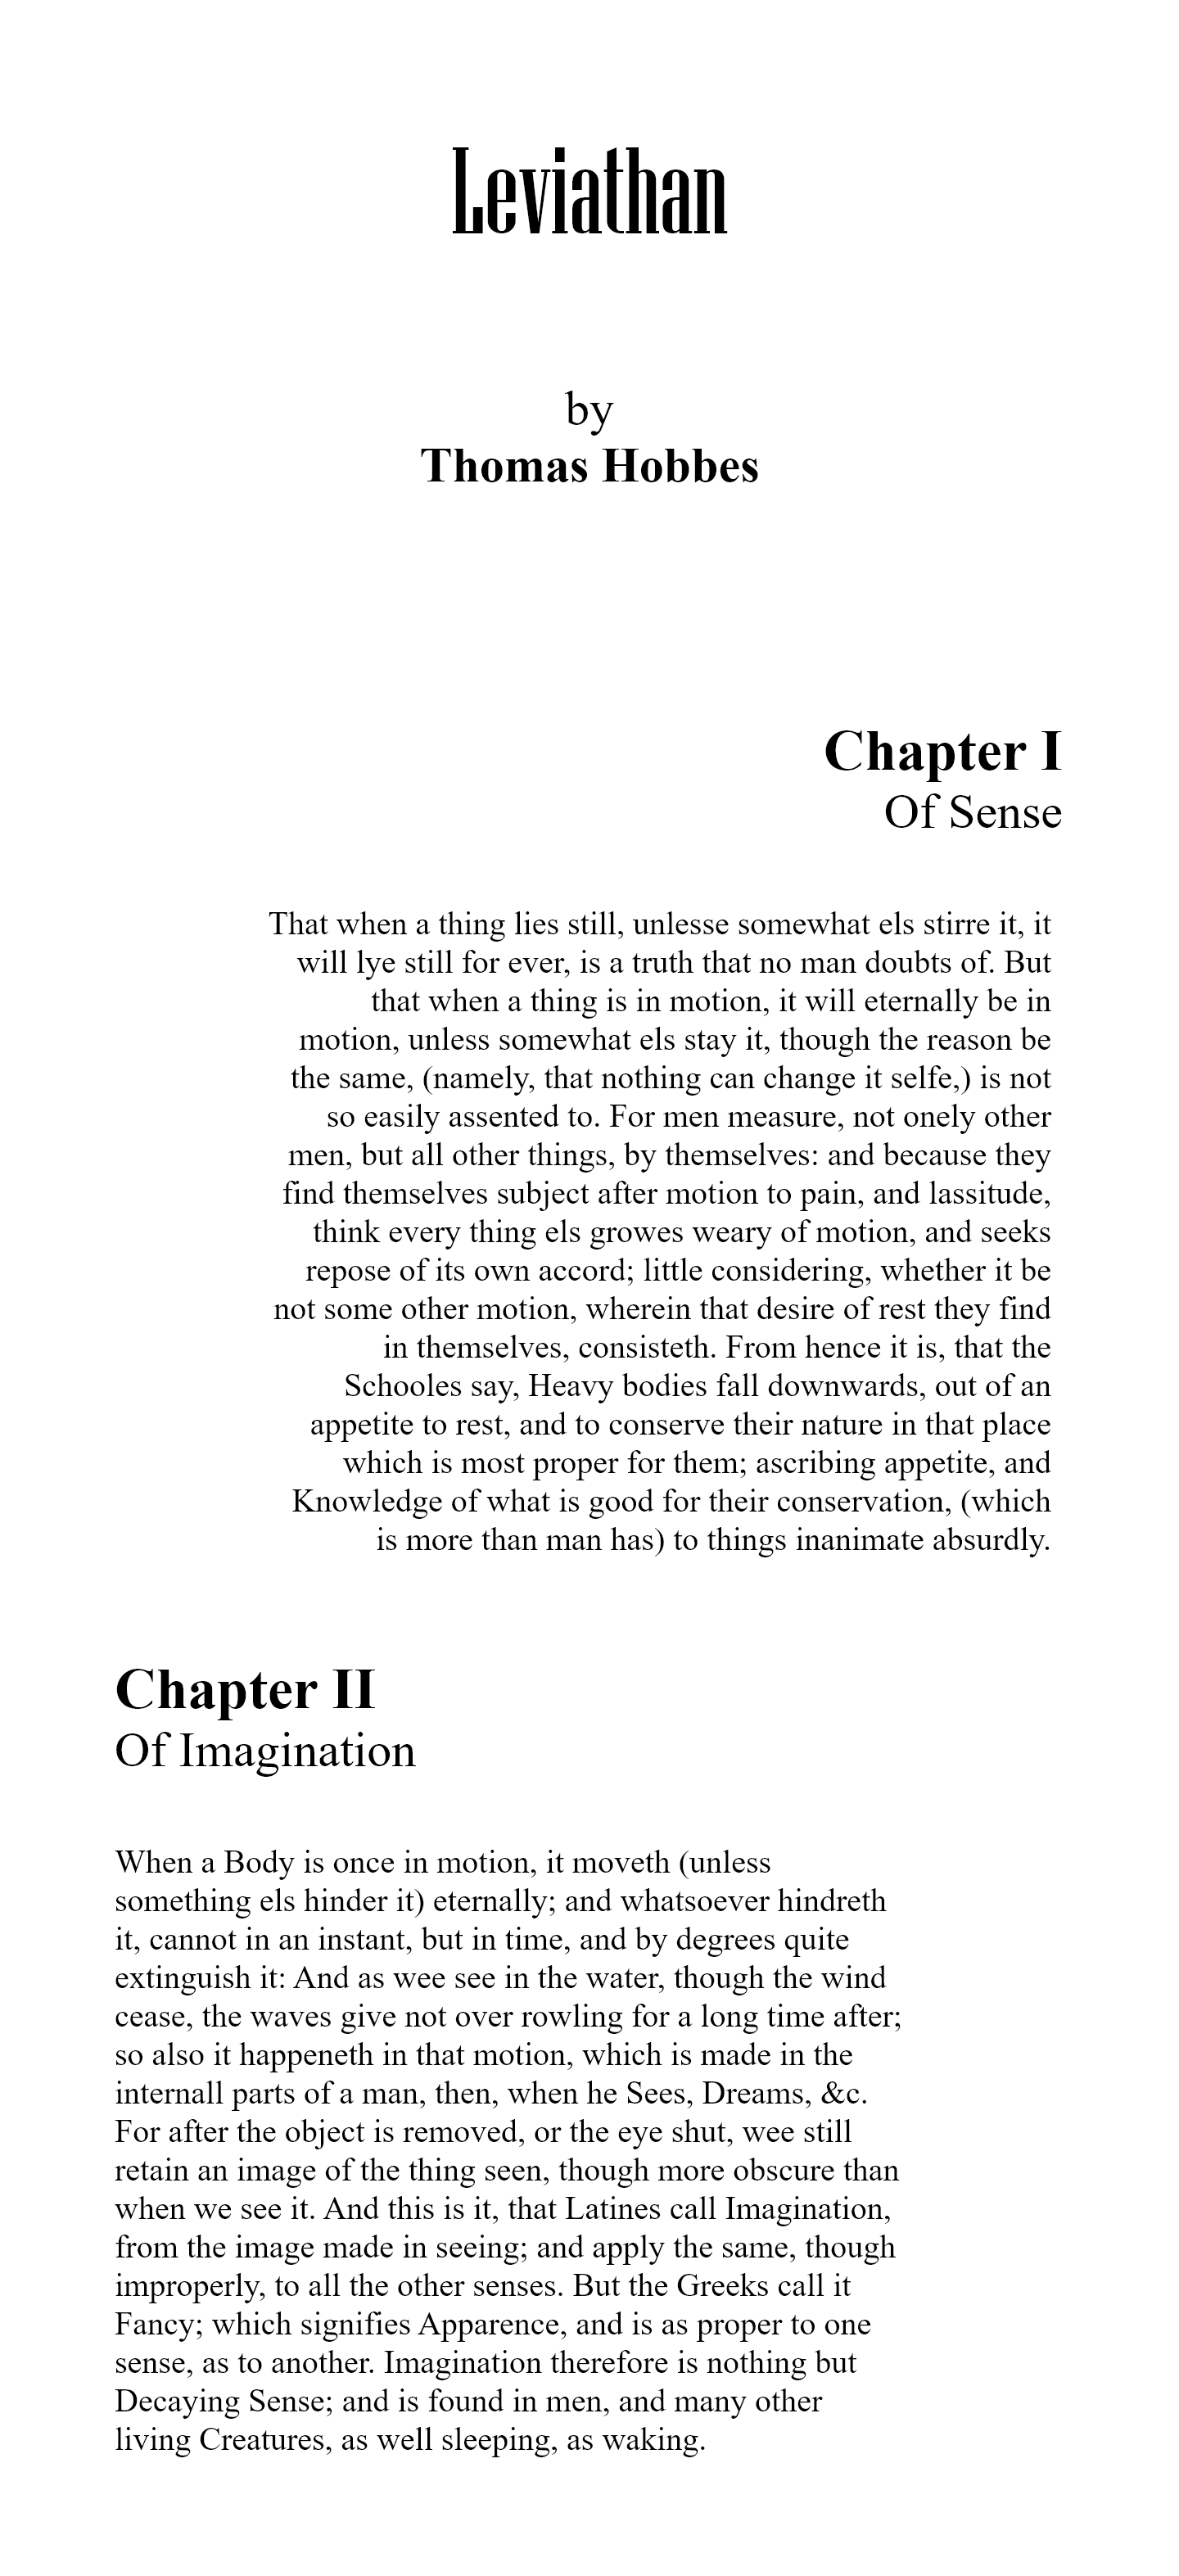 Leviathan
by
Thomas Hobbes
Chapter I
Of Sense
That when a thing lies still, unlesse somewhat els stirre it, it
will lye still for ever, is a truth that no man doubts of. But
that when a thing is in motion, it will eternally be in
motion, unless somewhat els stay it, though the reason be
the same, (namely, that nothing can change it selfe,) is not
so easily assented to. For men measure, not onely other
men, but all other things, by themselves: and because they
find themselves subject after motion to pain, and lassitude,
think every thing els growes weary of motion, and seeks
repose of its own accord; little considering, whether it be
not some other motion, wherein that desire of rest they find
in themselves, consisteth. From hence it is, that the
Schooles say, Heavy bodies fall downwards, out of an
appetite to rest, and to conserve their nature in that place
which is most proper for them; ascribing appetite, and
Knowledge of what is good for their conservation, (which
is more than man has) to things inanimate absurdly.
Chapter II
Of Imagination
When a Body is once in motion, it moveth (unless
something els hinder it) eternally; and whatsoever hindreth
it, cannot in an instant, but in time, and by degrees quite
extinguish it: And as wee see in the water, though the wind
cease, the waves give not over rowling for a long time after;
so also it happeneth in that motion, which is made in the
internall parts of a man, then, when he Sees, Dreams, &c.
For after the object is removed, or the eye shut, wee still
retain an image of the thing seen, though more obscure than
when we see it. And this is it, that Latines call Imagination,
from the image made in seeing; and apply the same, though
improperly, to all the other senses. But the Greeks call it
Fancy; which signifies Apparence, and is as proper to one
sense, as to another. Imagination therefore is nothing but
Decaying Sense; and is found in men, and many other
living Creatures, as well sleeping, as waking.